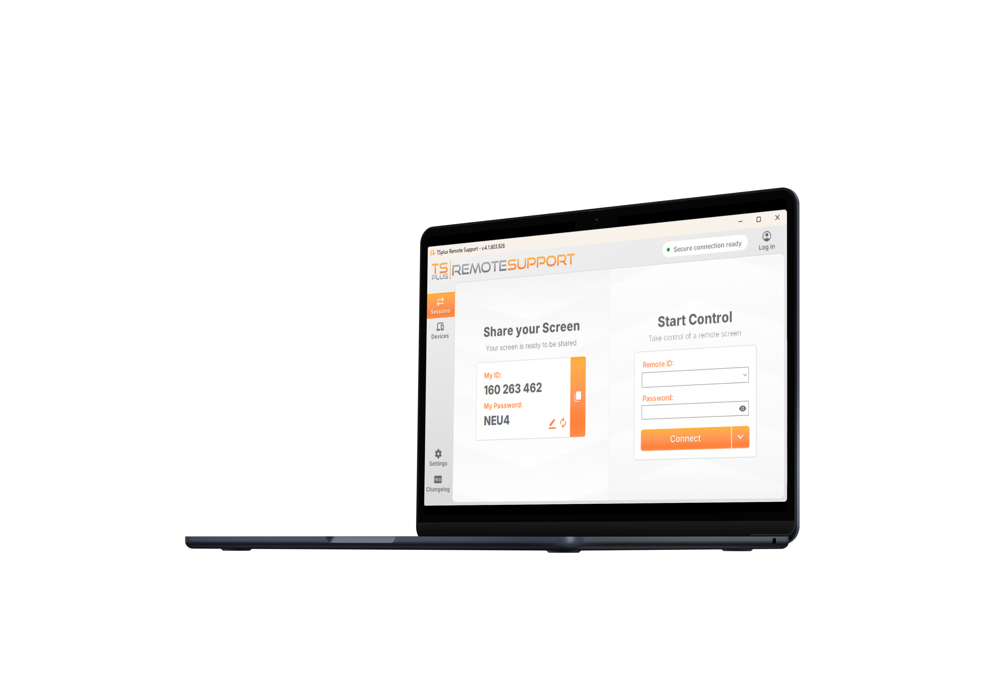 TSplus Remote Support - v.4.1.603.926
TS PLUS REMOTESUPPORT
Secure connection ready
Log in
Sessions
Devices
Settings
NEW
Changelog
Share your Screen
Your screen is ready to be shared
My ID:
160 263 462
My Password:
NEU4
Start Control
Take control of a remote screen
Remote ID:
Password:
Connect